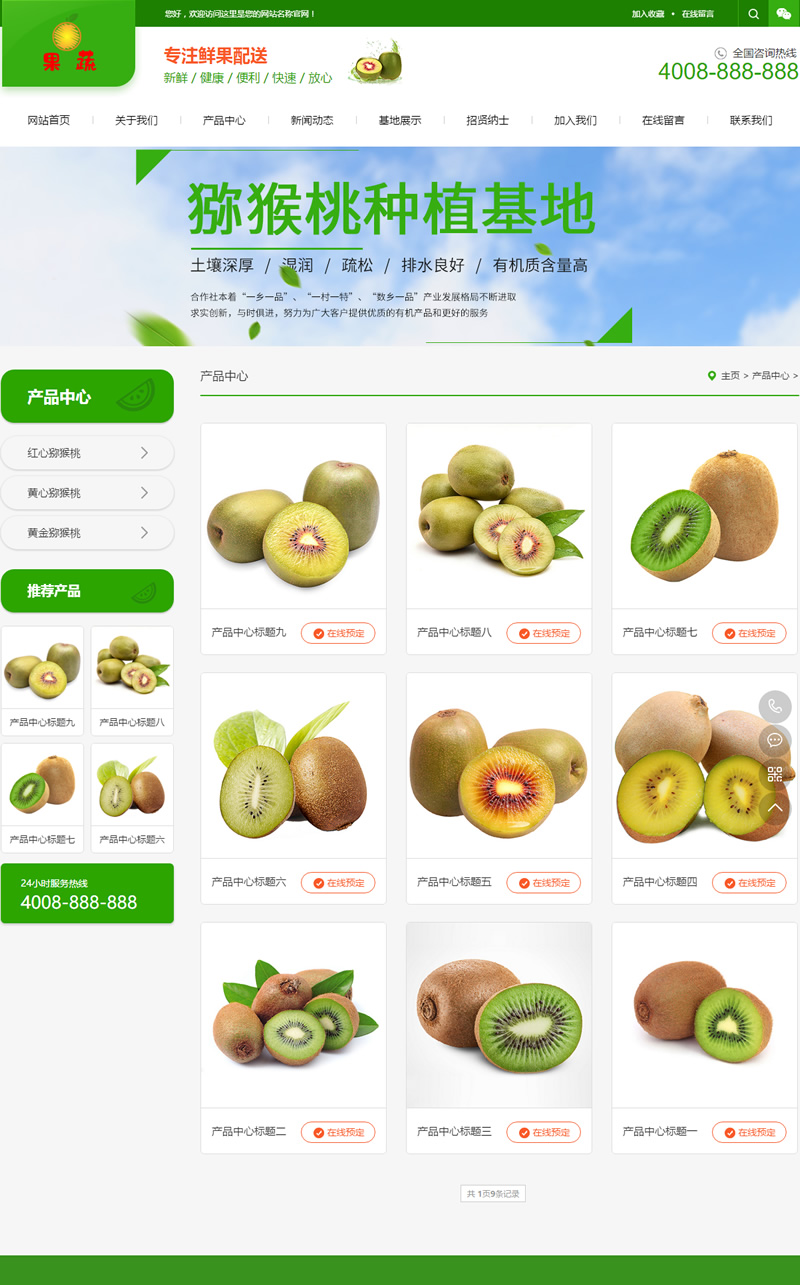 您好，欢迎访问这里是您的网站名称官网！
加入收藏 • 在线留言
果 蔬
专注鲜果配送
新鲜 / 健康 / 便利 / 快速 / 放心
全国咨询热线
4008-888-888
网站首页 关于我们 产品中心 新闻动态 基地展示 招贤纳士 加入我们 在线留言 联系我们
猕猴桃种植基地
土壤深厚 / 湿润 / 疏松 / 排水良好 / 有机质含量高
合作社本着“一乡一品”、“一村一特”、“数乡一品”产业发展格局不断进取
求实创新，与时俱进，努力为广大客户提供优质的有机产品和更好的服务
产品中心
红心猕猴桃
黄心猕猴桃
黄金猕猴桃
推荐产品
产品中心标题九 产品中心标题八
产品中心标题七 产品中心标题六
24小时服务热线
4008-888-888
产品中心
主页 > 产品中心 >
产品中心标题九 在线预定 产品中心标题八 在线预定 产品中心标题七 在线预定
产品中心标题六 在线预定 产品中心标题五 在线预定 产品中心标题四 在线预定
产品中心标题二 在线预定 产品中心标题三 在线预定 产品中心标题一 在线预定
共 1页9条记录